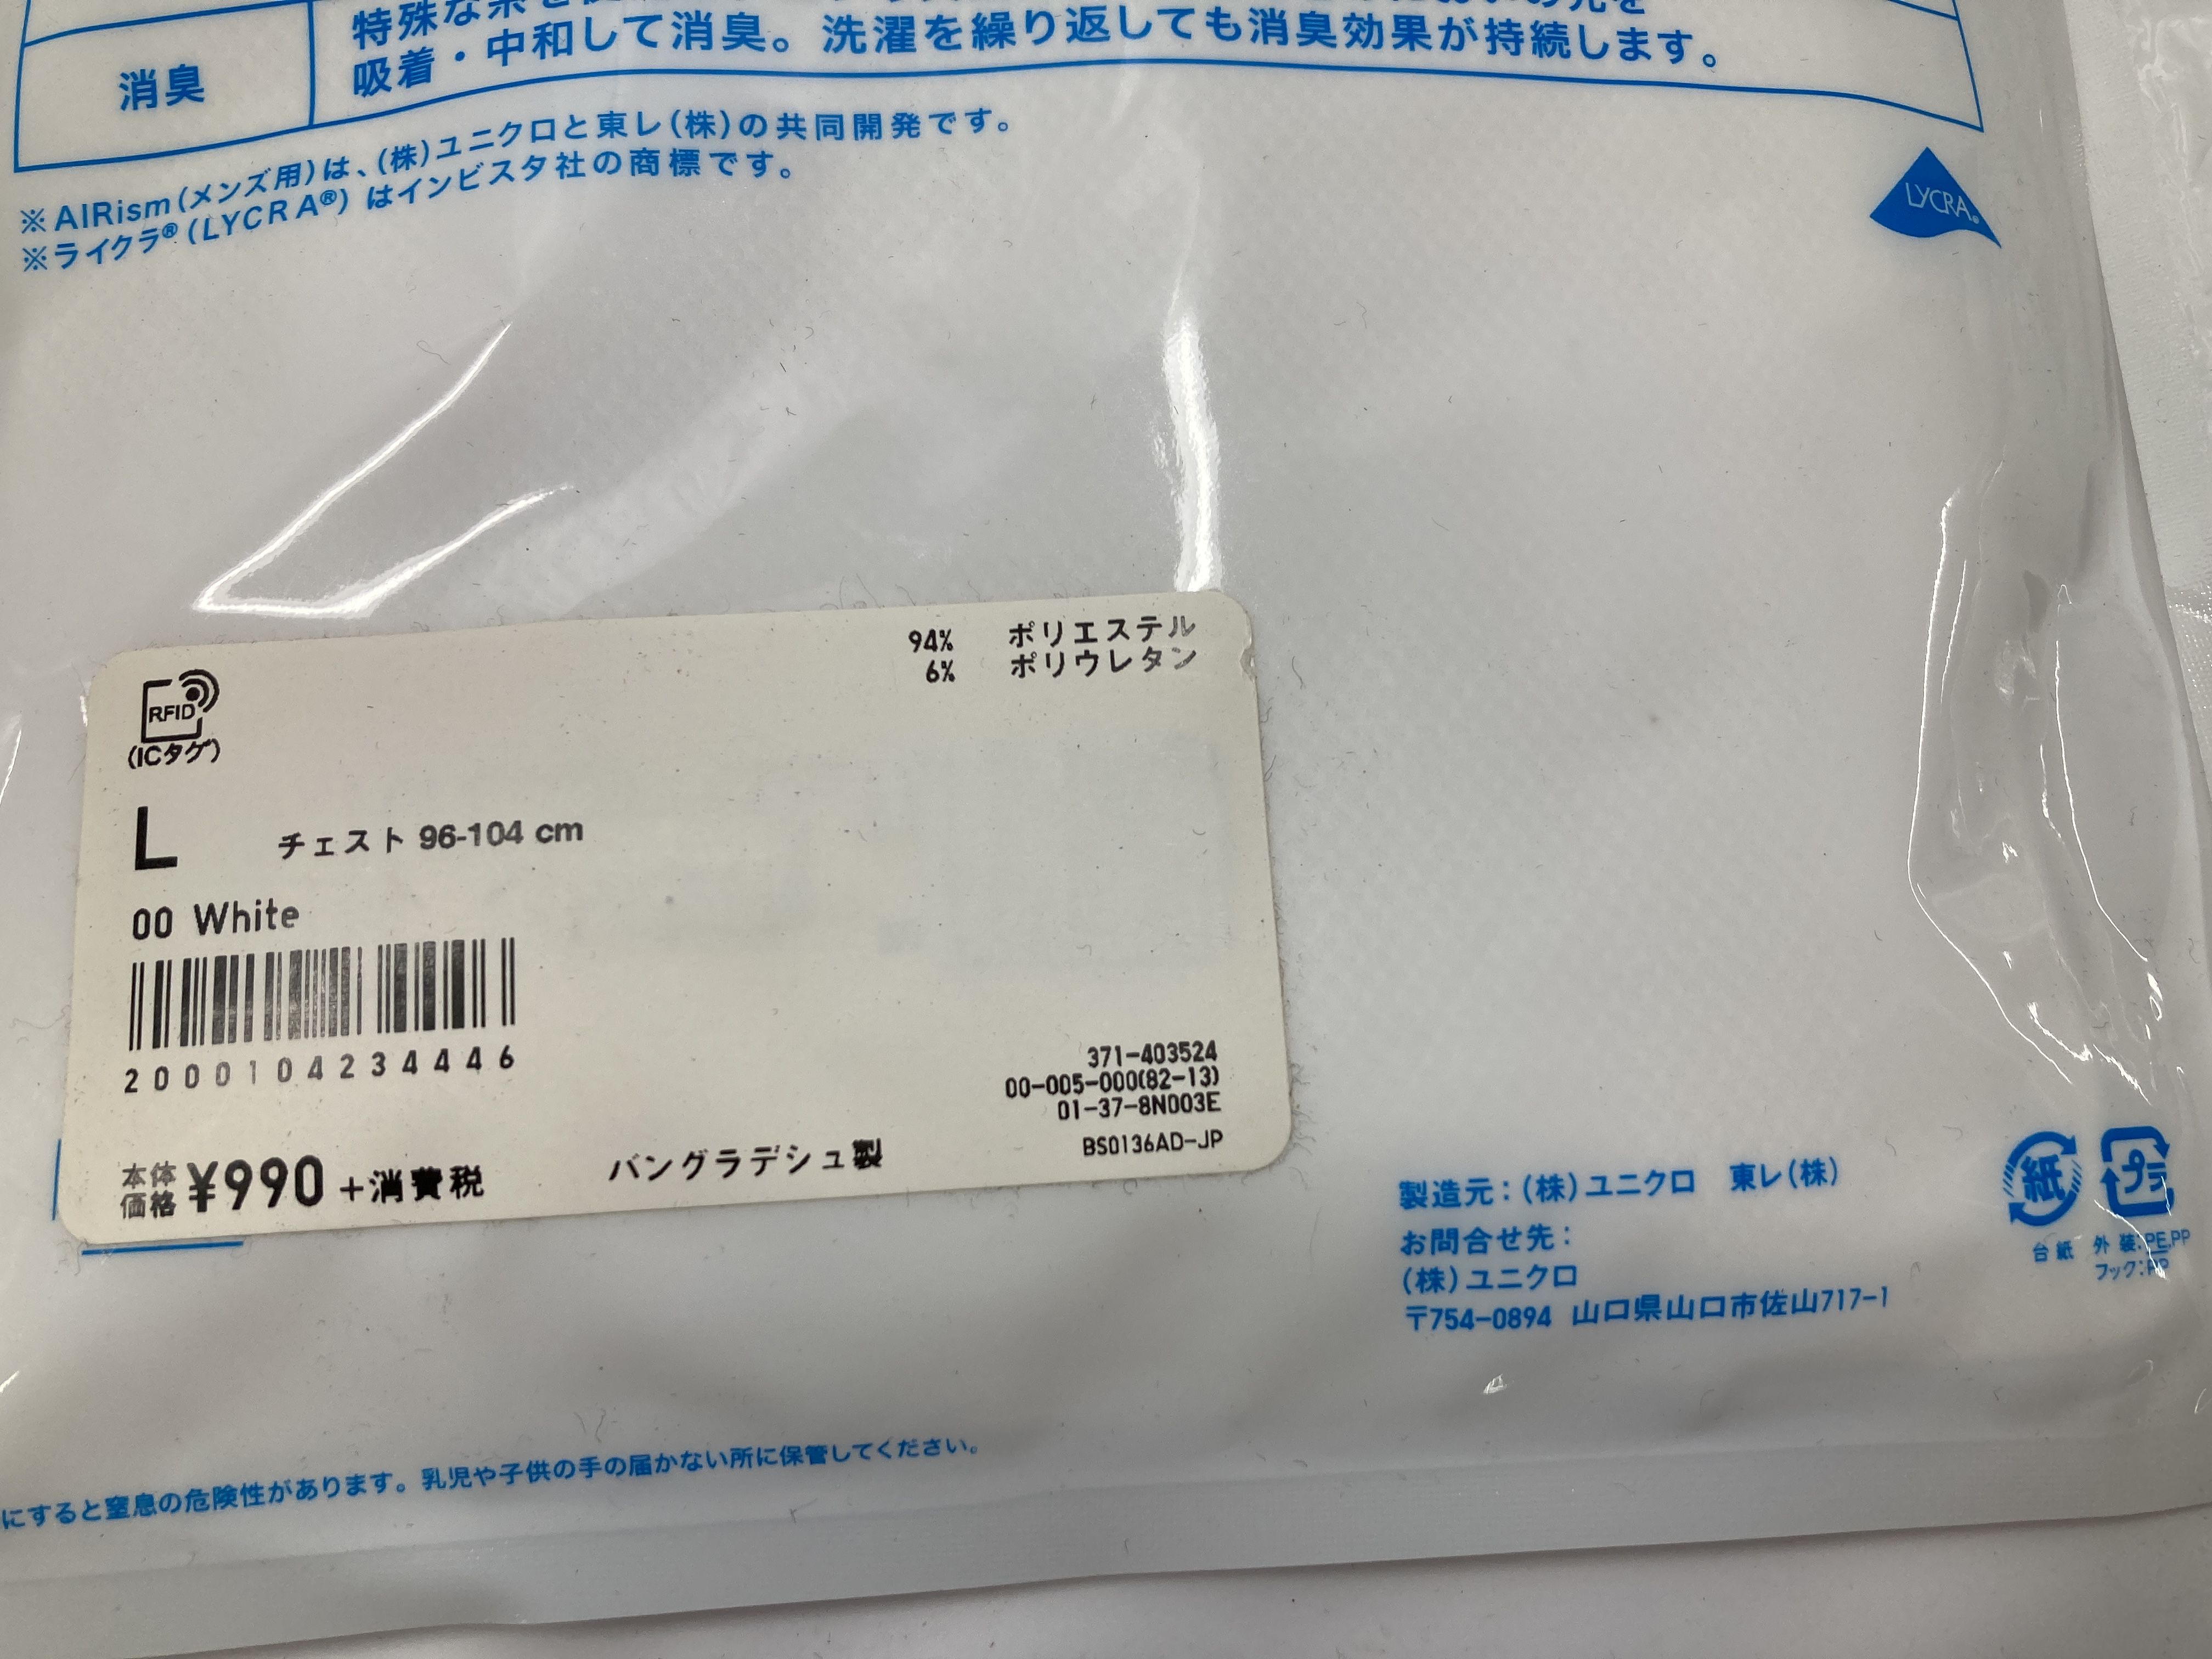 特殊な糸を
吸着・中和して消臭。洗濯を繰り返しても消臭効果が持続します。
消臭
※AIRism(メンズ用)は、(株)ユニクロと東レ(株)の共同開発です。
※ライクラ®(LYCRA®)はインビスタ社の商標です。
LYCRA®
94% ポリエステル
6% ポリウレタン
RFID
(ICタグ)
L チェスト 96-104 cm
00 White
2000104234446
371-403524
00-005-000(82-13)
01-37-8N003E
BS0136AD-JP
本体価格 ¥990 +消費税
バングラデシュ製
製造元:(株)ユニクロ 東レ(株)
お問合せ先:
(株)ユニクロ
〒754-0894 山口県山口市佐山717-1
紙 プラ
台紙 外装:PE,PP
フック:PP
にすると窒息の危険性があります。乳児や子供の手の届かない所に保管してください。